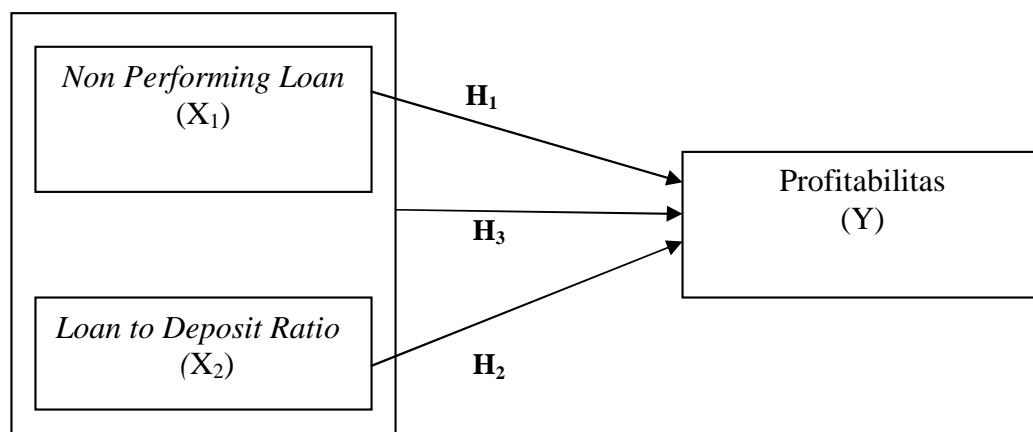 Non Performing Loan
(X₁)
H₁
Profitabilitas
(Y)
H₃
Loan to Deposit Ratio
(X₂)
H₂